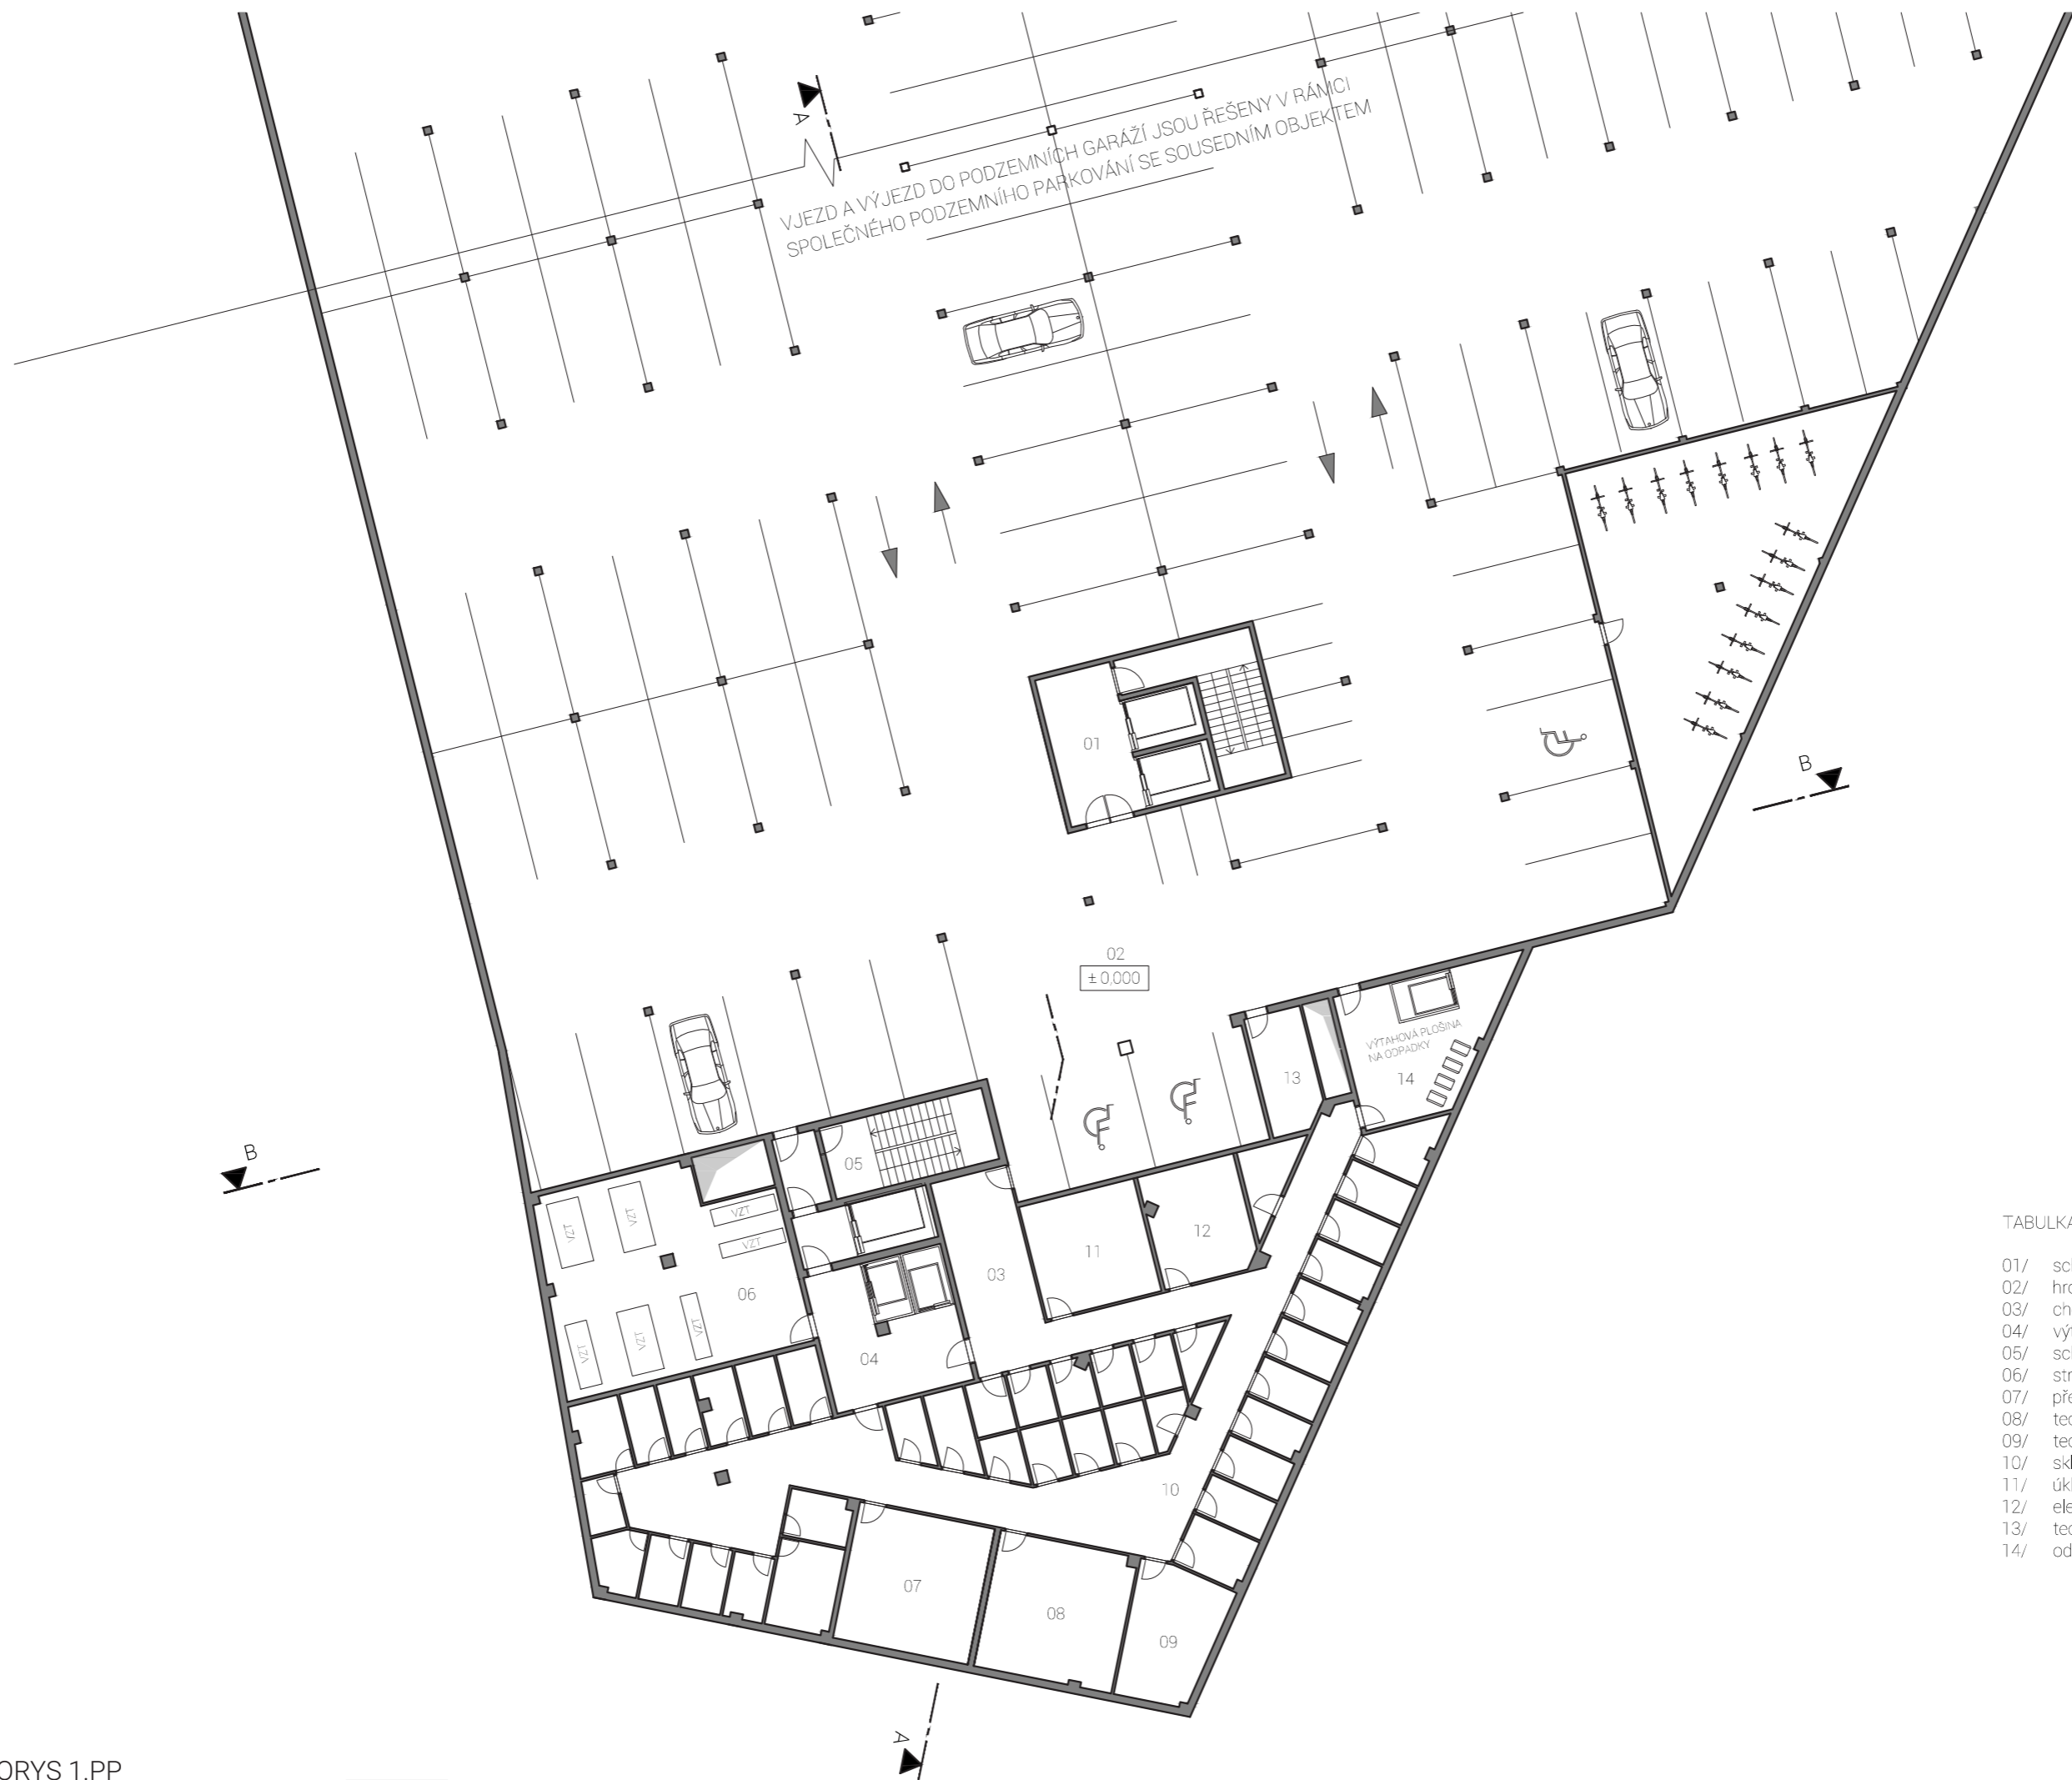 A
VJEZD A VÝJEZD DO PODZEMNÍCH GARÁŽÍ JSOU ŘEŠENY V RÁMCI
SPOLEČNÉHO PODZEMNÍHO PARKOVÁNÍ SE SOUSEDNÍM OBJEKTEM
01
B
02
± 0,000
VÝTAHOVÁ PLOŠINA
NA ODPADKY
13
14
B
05
VZT
VZT
VZT
VZT
12
11
03
06
VZT
VZT
VZT
04
10
07
08
09
A
TABULKA
01/
02/
03/
04/
05/
06/
07/
08/
09/
10/
11/
12/
13/
14/
1.PP